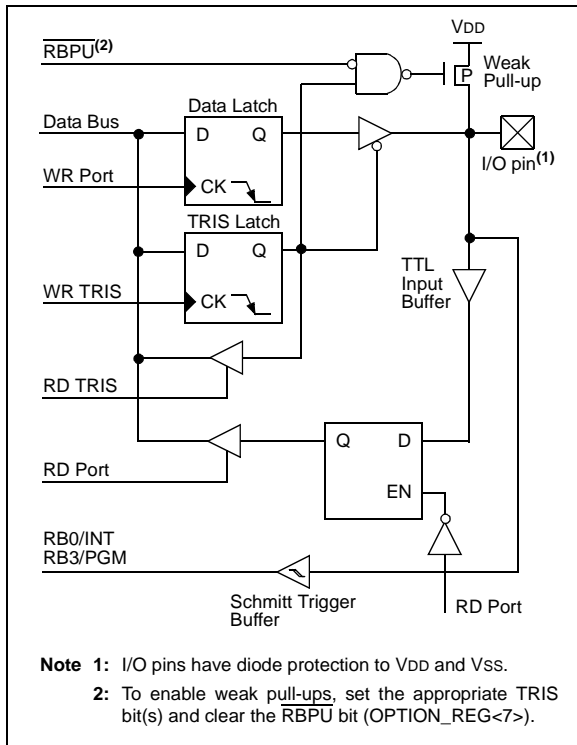 VDD
RBPU(2)
Weak
Pull-up
P
Data Latch
Data Bus
D Q
I/O pin(1)
WR Port
CK
TRIS Latch
D Q
TTL
Input
Buffer
WR TRIS
CK
RD TRIS
Q D
RD Port
EN
RB0/INT
RB3/PGM
Schmitt Trigger
Buffer
RD Port
Note 1: I/O pins have diode protection to VDD and VSS.
2: To enable weak pull-ups, set the appropriate TRIS
bit(s) and clear the RBPU bit (OPTION_REG<7>).